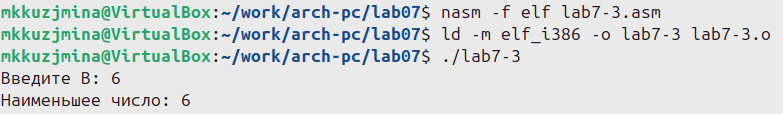 mkkuzjmina@VirtualBox:~/work/arch-pc/lab07$ nasm -f elf lab7-3.asm
mkkuzjmina@VirtualBox:~/work/arch-pc/lab07$ ld -m elf_i386 -o lab7-3 lab7-3.o
mkkuzjmina@VirtualBox:~/work/arch-pc/lab07$ ./lab7-3
Введите В: 6
Наименьшее число: 6